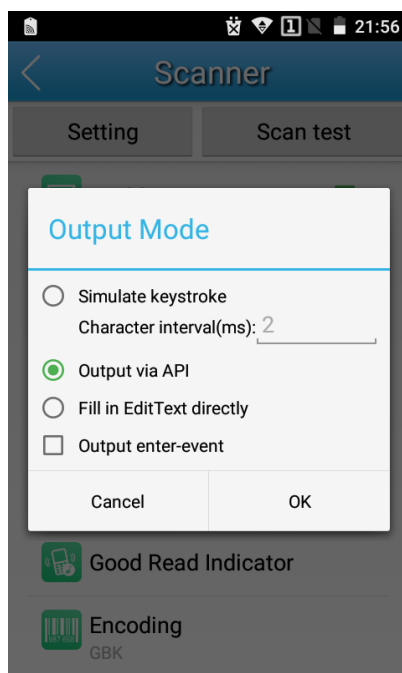 1
21:56
Scanner
Setting
Scan test
Output Mode
Simulate keystroke
Character interval(ms): 2
Output via API
Fill in EditText directly
Output enter-event
Cancel
OK
Good Read Indicator
Encoding
GBK